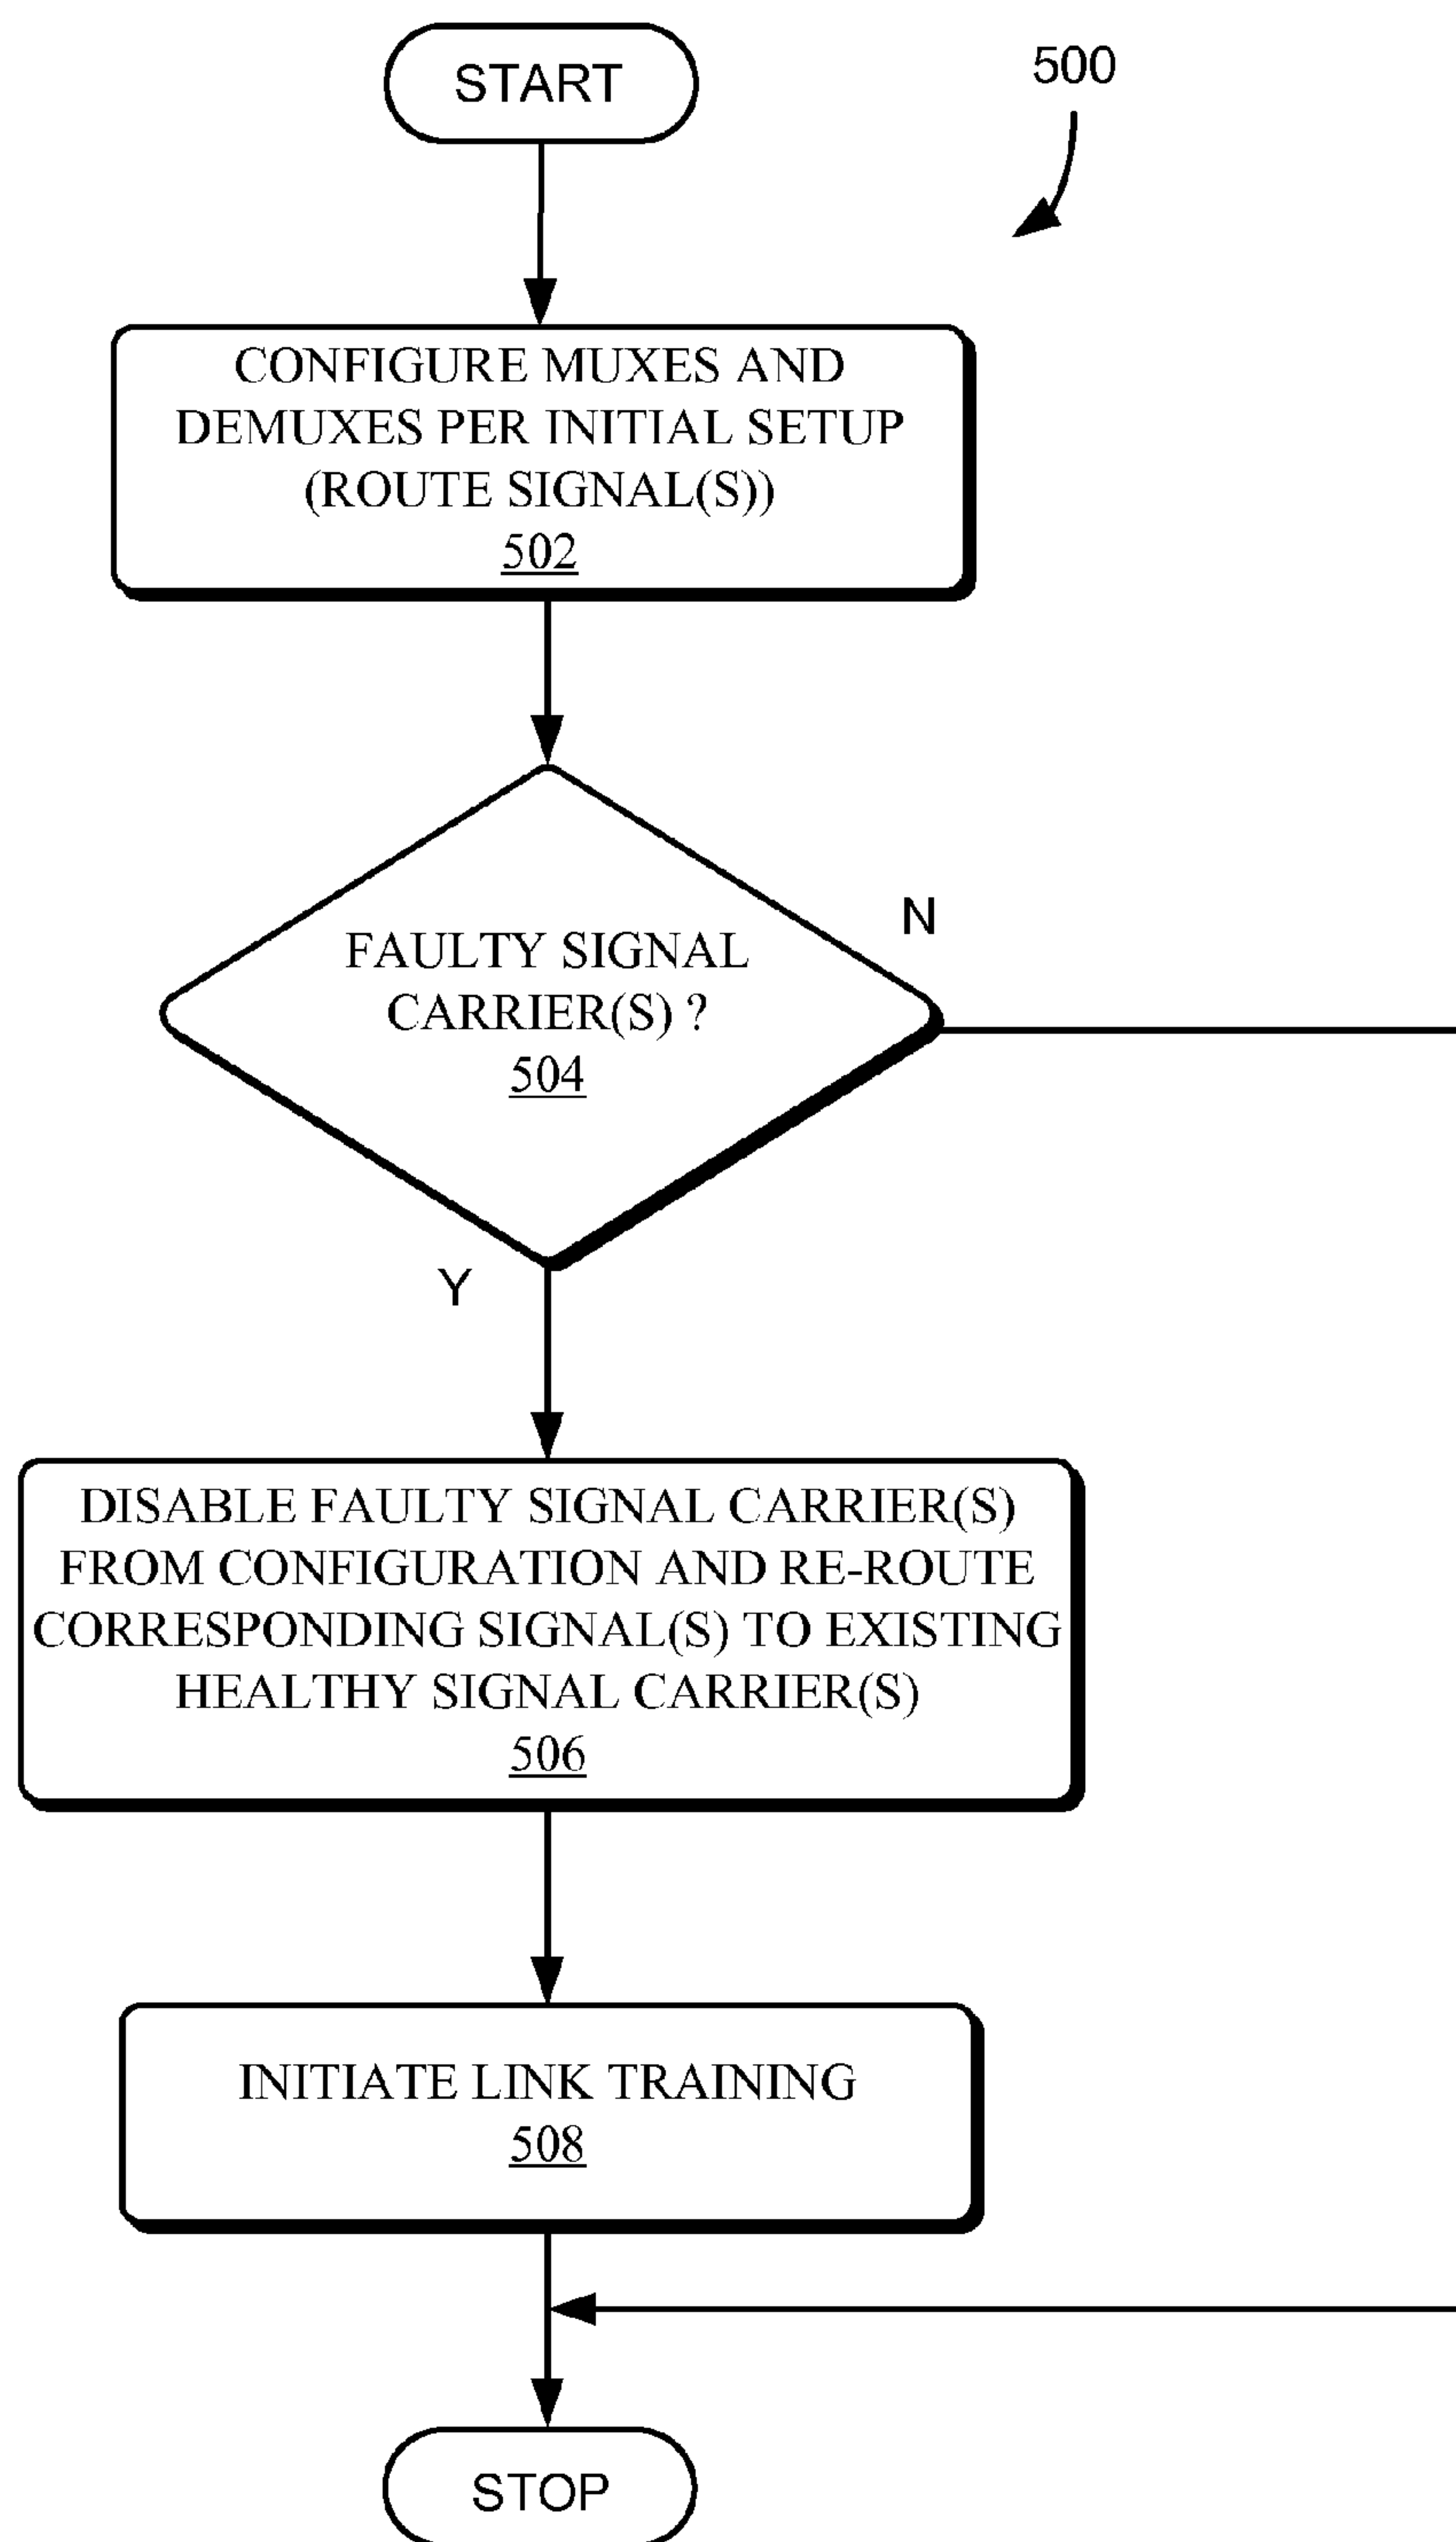 START
500
CONFIGURE MUXES AND
DEMUXES PER INITIAL SETUP
(ROUTE SIGNAL(S))
502
N
FAULTY SIGNAL
CARRIER(S) ?
504
Y
DISABLE FAULTY SIGNAL CARRIER(S)
FROM CONFIGURATION AND RE-ROUTE
CORRESPONDING SIGNAL(S) TO EXISTING
HEALTHY SIGNAL CARRIER(S)
506
INITIATE LINK TRAINING
508
STOP